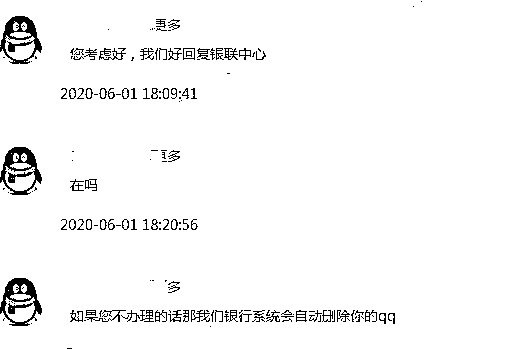 更多
您考虑好，我们好回复银联中心
2020-06-01 18:09:41
更多
在吗
2020-06-01 18:20:56
多
如果您不办理的话那我们银行系统会自动删除你的qq